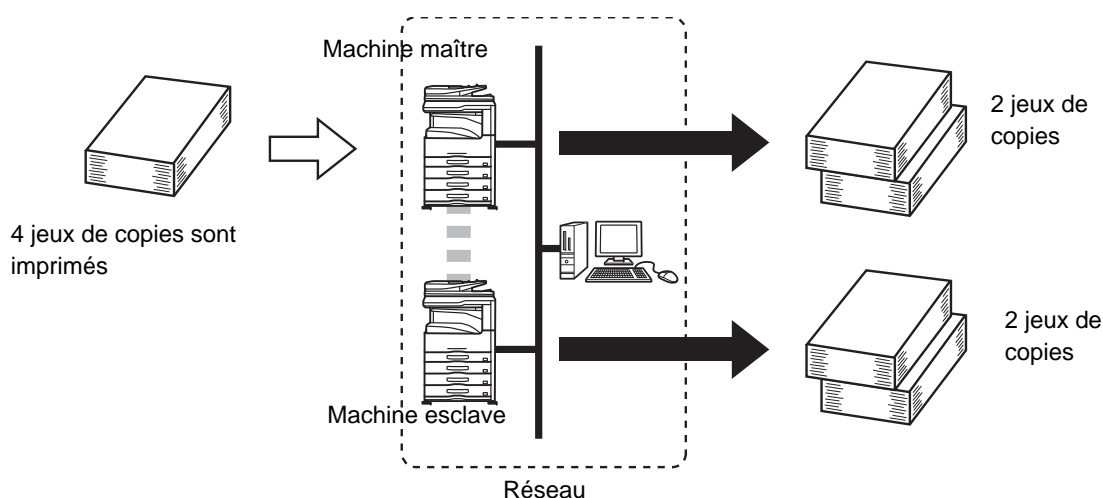 Machine maître
2 jeux de
copies
4 jeux de copies sont
imprimés
2 jeux de
copies
Machine esclave
Réseau